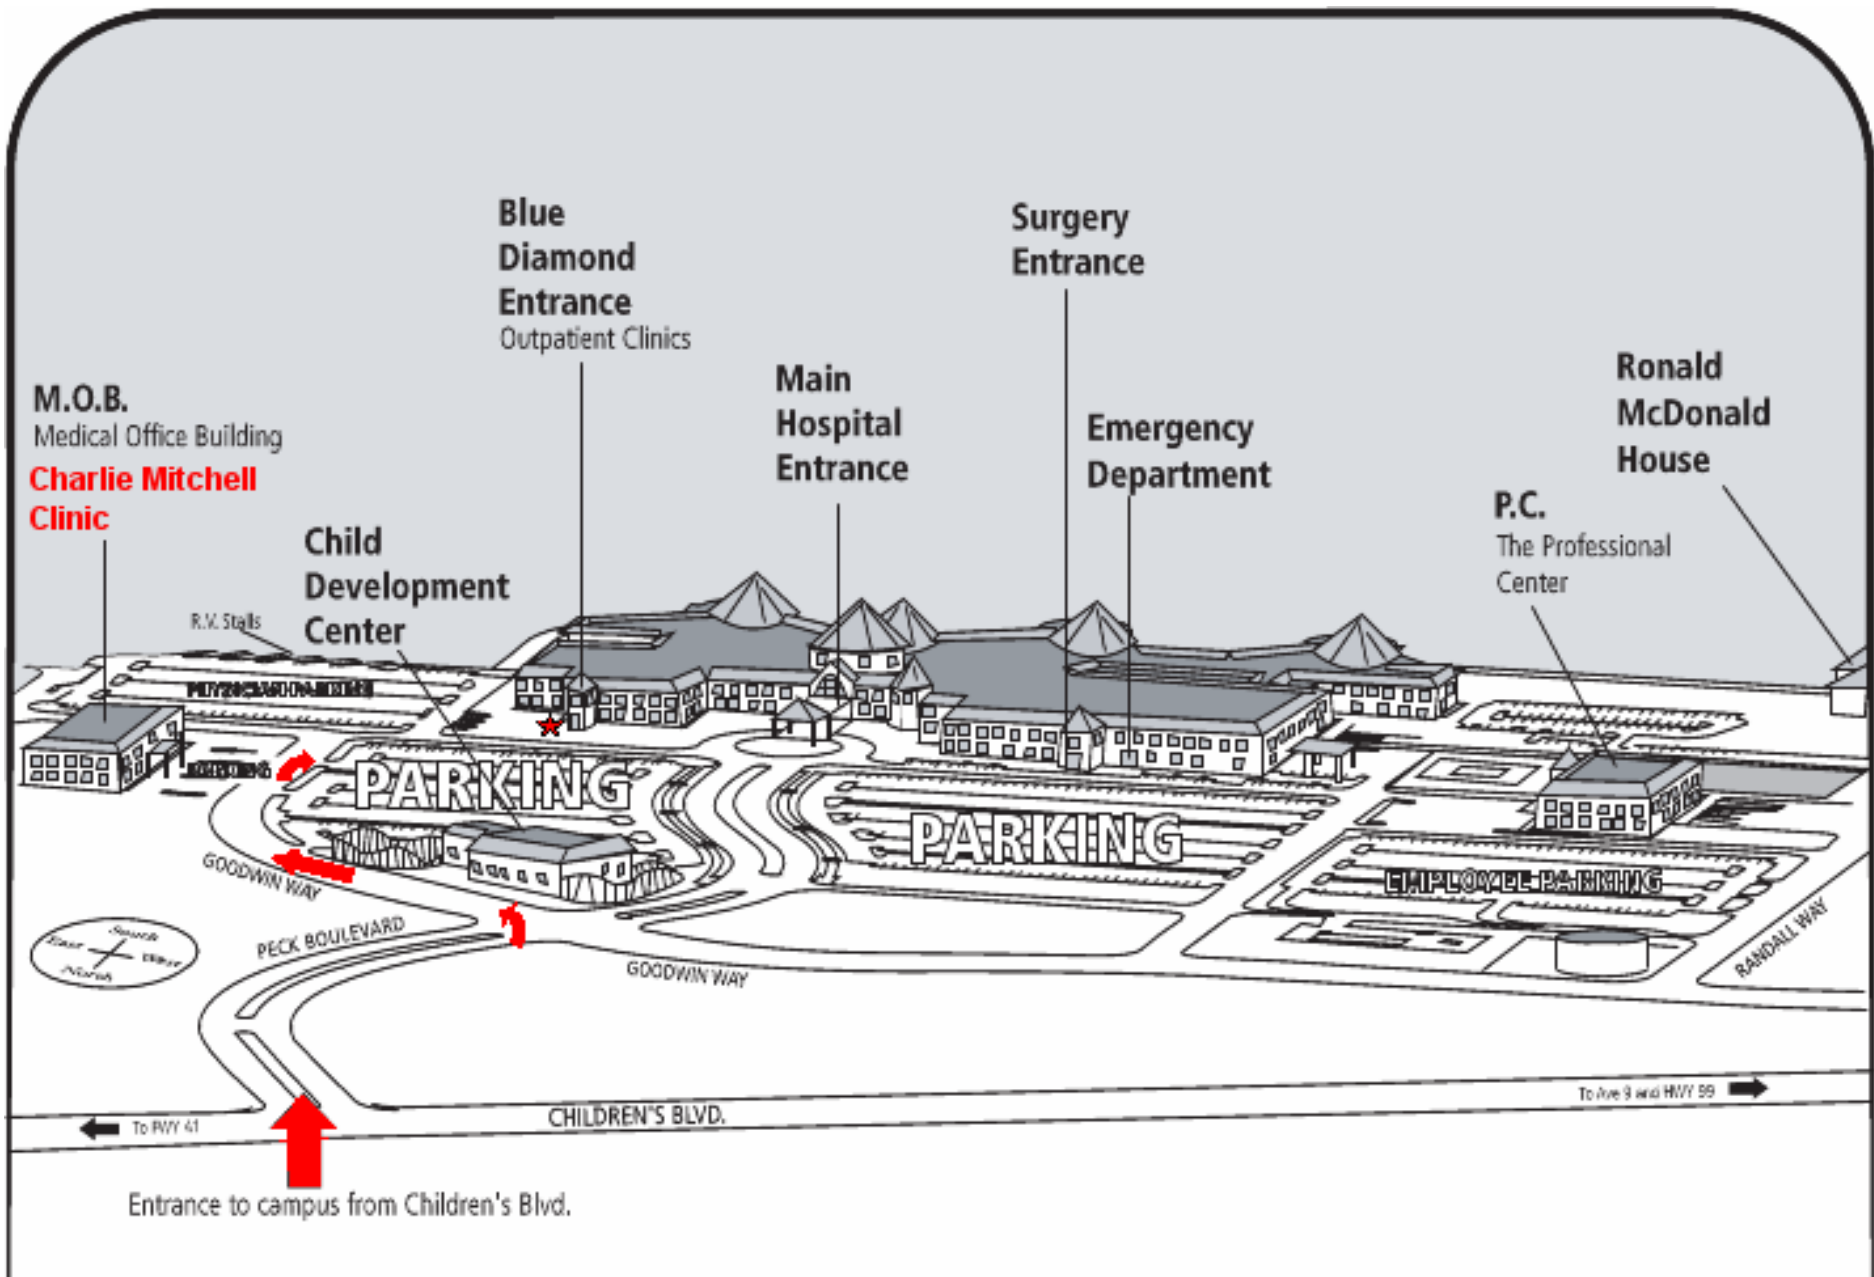 Blue
Diamond
Entrance
Outpatient Clinics
Surgery
Entrance
Main
Hospital
Entrance
Emergency
Department
Ronald
McDonald
House
M.O.B.
Medical Office Building
Charlie Mitchell
Clinic
P.C.
The Professional
Center
Child
Development
Center
R.V. Stalls
PHYSICIAN PARKING
PARKING
PARKING
PARKING
EMPLOYEE PARKING
GOODWIN WAY
PECK BOULEVARD
GOODWIN WAY
RANDALL WAY
South
East
West
North
To Ave 9 and HWY 99
CHILDREN'S BLVD.
To FWY 41
Entrance to campus from Children's Blvd.